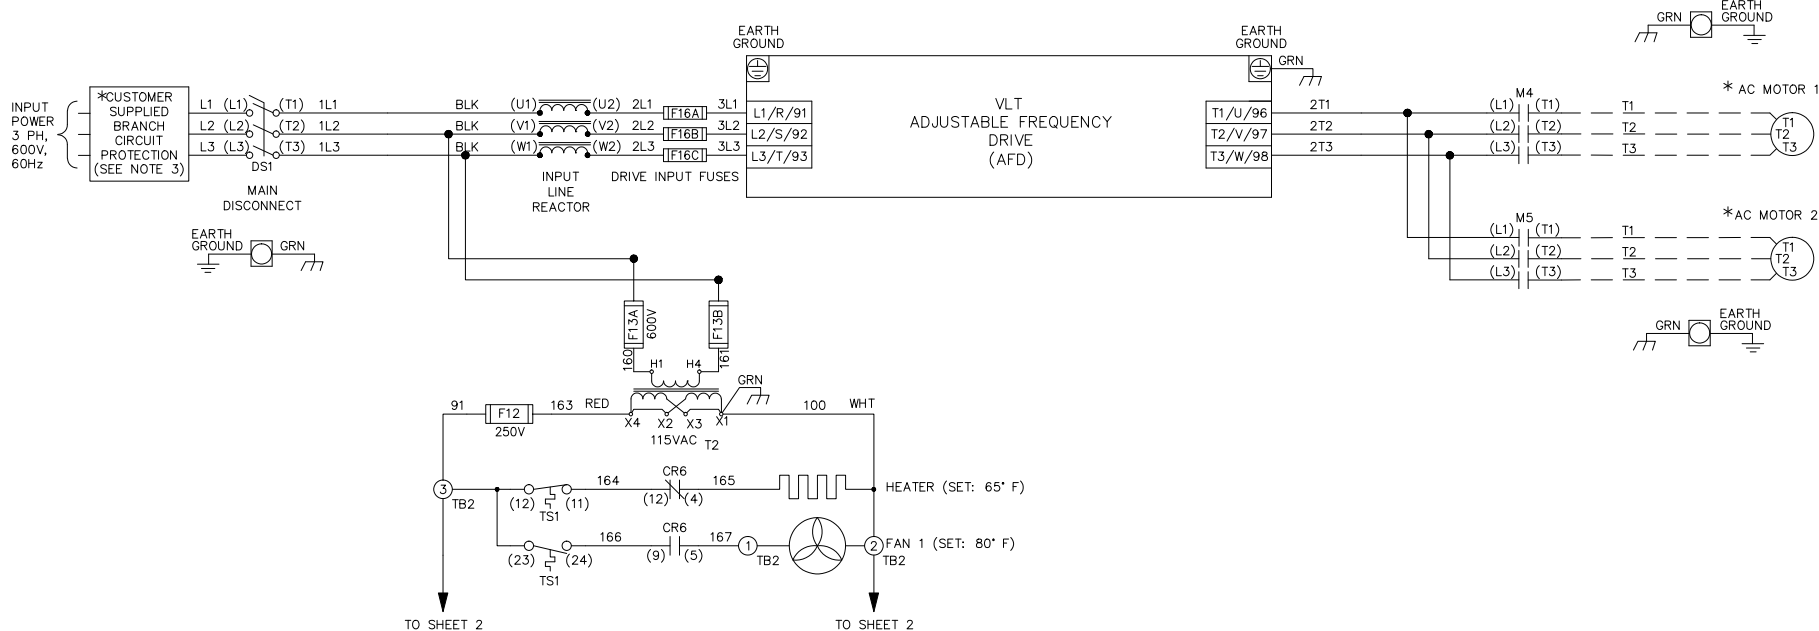 GRN
EARTH
GROUND
EARTH
GROUND
EARTH
GROUND
GRN
INPUT
POWER
3 PH,
600V,
60Hz
*CUSTOMER
SUPPLIED
BRANCH
CIRCUIT
PROTECTION
(SEE NOTE 3)
L1 (L1) (T1) 1L1
L2 (L2) (T2) 1L2
L3 (L3) (T3) 1L3
DS1
MAIN
DISCONNECT
BLK (U1) (U2) 2L1 F16A 3L1 L1/R/91
BLK (V1) (V2) 2L2 F16B 3L2 L2/S/92
BLK (W1) (W2) 2L3 F16C 3L3 L3/T/93
INPUT
LINE
REACTOR
DRIVE INPUT FUSES
VLT
ADJUSTABLE FREQUENCY
DRIVE
(AFD)
T1/U/96 2T1
T2/V/97 2T2
T3/W/98 2T3
M4
(L1) (T1) T1
(L2) (T2) T2
(L3) (T3) T3
* AC MOTOR 1
T1
T2
T3
M5
(L1) (T1) T1
(L2) (T2) T2
(L3) (T3) T3
*AC MOTOR 2
T1
T2
T3
EARTH
GROUND
GRN
GRN
EARTH
GROUND
F13A
600V
F13B
160
161
H1 H4
GRN
91 F12 163 RED
250V
X4 X2 X3 X1
115VAC T2
100 WHT
3
TB2
(12) (11)
TS1
164
CR6
(12) (4)
165
HEATER (SET: 65° F)
(23) (24)
TS1
166
CR6
(9) (5)
167
1
TB2
2
TB2
FAN 1 (SET: 80° F)
TO SHEET 2
TO SHEET 2